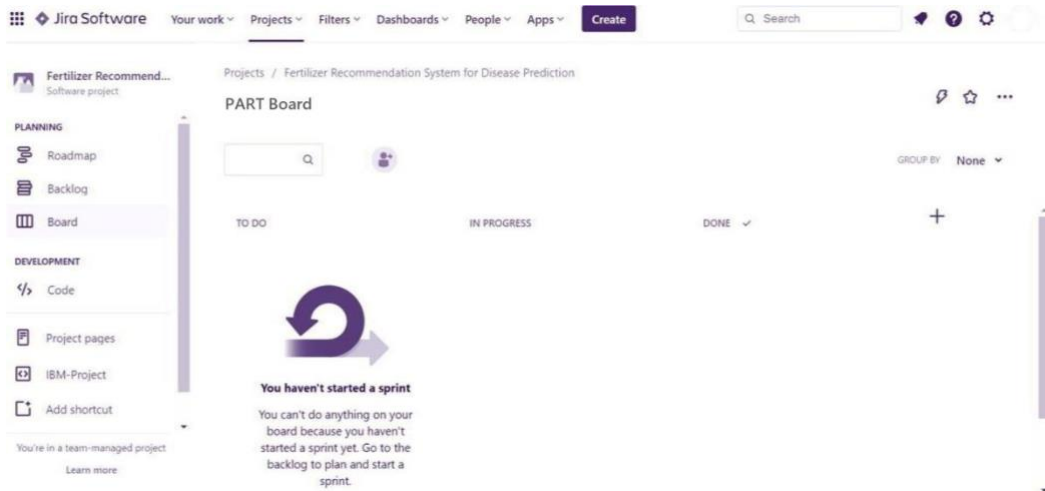 Jira Software Your work Projects Filters Dashboards People Apps Create Search
Fertilizer Recommend...
Software project
Projects / Fertilizer Recommendation System for Disease Prediction
PART Board
PLANNING
Roadmap
Backlog
Board
GROUP BY None
TO DO IN PROGRESS DONE
DEVELOPMENT
Code
Project pages
IBM-Project
Add shortcut
You're in a team-managed project
Learn more
You haven't started a sprint
You can't do anything on your
board because you haven't
started a sprint yet. Go to the
backlog to plan and start a
sprint.